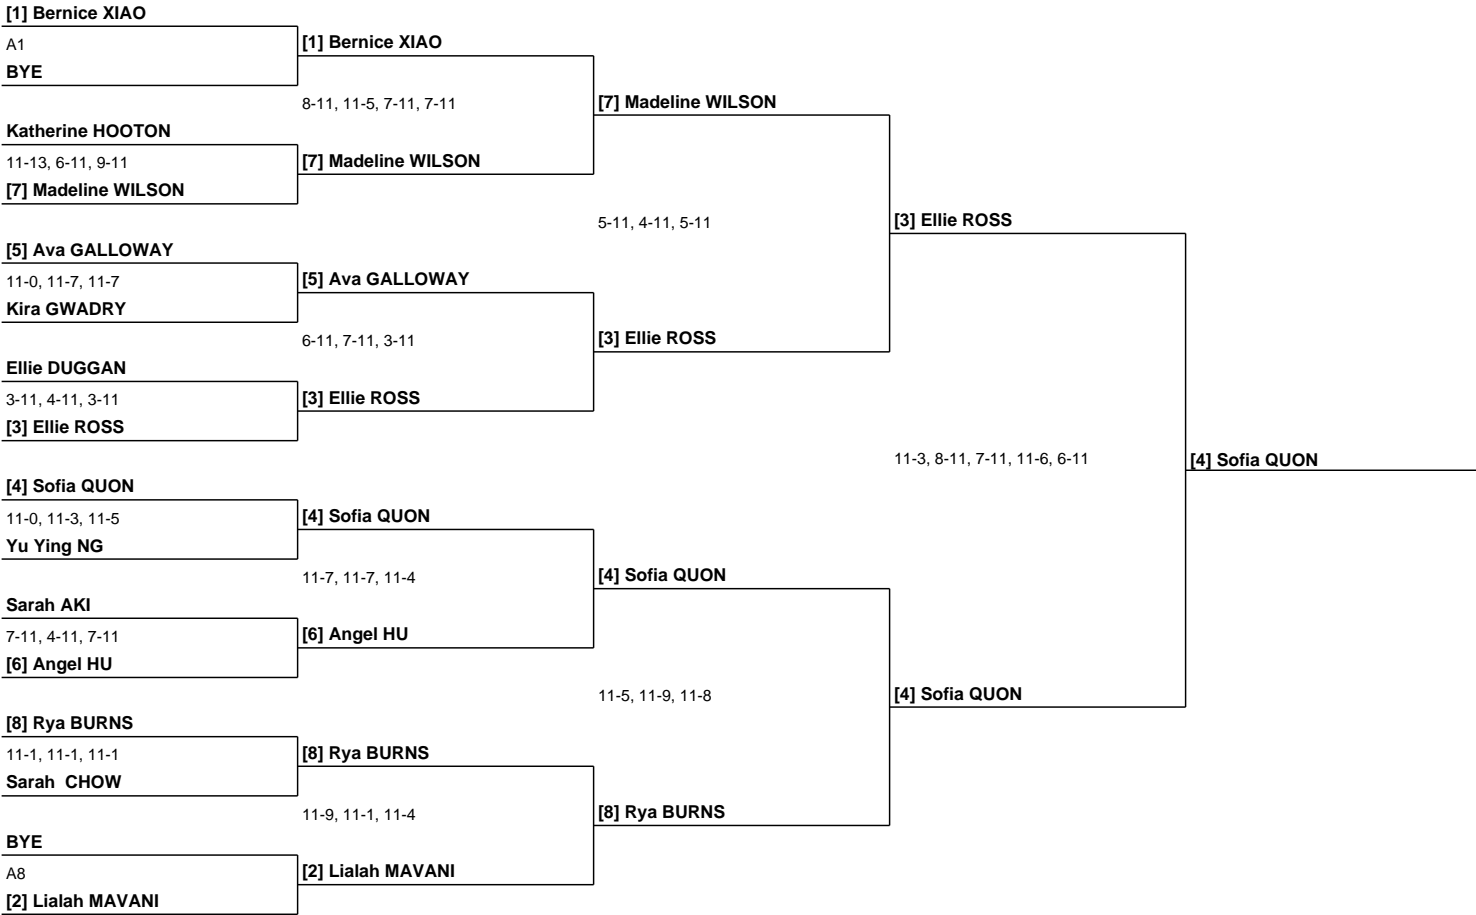 [1] Bernice XIAO
A1
BYE
Katherine HOOTON
11-13, 6-11, 9-11
[7] Madeline WILSON
[5] Ava GALLOWAY
11-0, 11-7, 11-7
Kira GWADRY
Ellie DUGGAN
3-11, 4-11, 3-11
[3] Ellie ROSS
[4] Sofia QUON
11-0, 11-3, 11-5
Yu Ying NG
Sarah AKI
7-11, 4-11, 7-11
[6] Angel HU
[8] Rya BURNS
11-1, 11-1, 11-1
Sarah  CHOW
BYE
A8
[2] Lialah MAVANI
[1] Bernice XIAO
8-11, 11-5, 7-11, 7-11
[7] Madeline WILSON
[5] Ava GALLOWAY
6-11, 7-11, 3-11
[3] Ellie ROSS
[4] Sofia QUON
11-7, 11-7, 11-4
[6] Angel HU
[8] Rya BURNS
11-9, 11-1, 11-4
[2] Lialah MAVANI
[7] Madeline WILSON
5-11, 4-11, 5-11
[3] Ellie ROSS
[4] Sofia QUON
11-5, 11-9, 11-8
[8] Rya BURNS
[3] Ellie ROSS
11-3, 8-11, 7-11, 11-6, 6-11
[4] Sofia QUON
[4] Sofia QUON